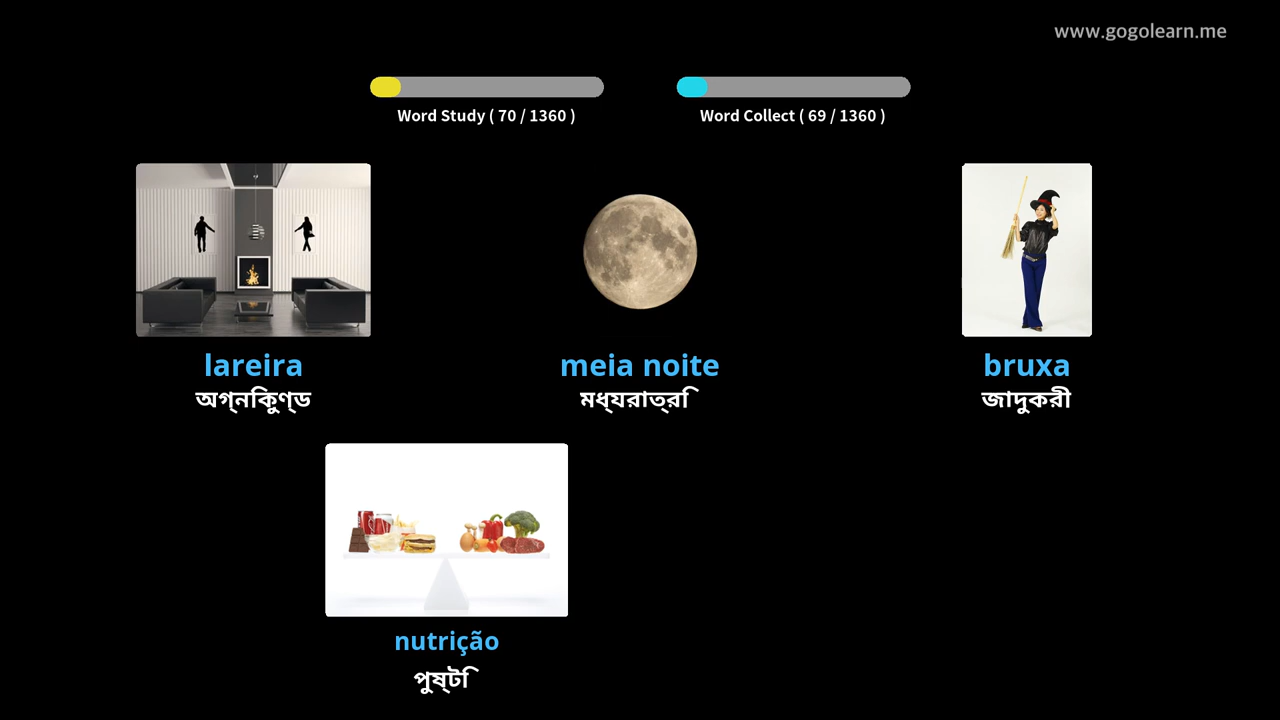 www.gogolearn.me
Word Study ( 70 / 1360 )
Word Collect ( 69 / 1360 )
lareira
অগ্নিকুণ্ড
meia noite
মধ্যরাত্রি
bruxa
জাদুকরী
nutrição
পুষ্টি